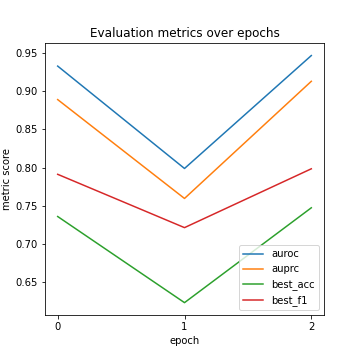 Evaluation metrics over epochs
metric score
0.95
0.90
0.85
0.80
0.75
0.70
0.65
auroc
auprc
best_acc
best_f1
0
1
2
epoch